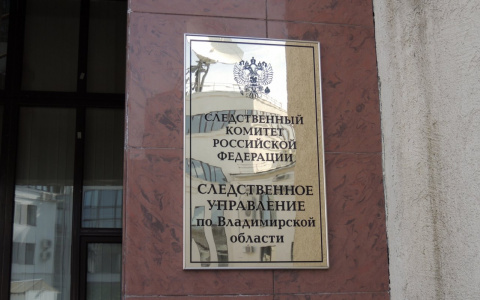 СЛЕДСТВЕННЫЙ
КОМИТЕТ
РОССИЙСКОЙ
ФЕДЕРАЦИИ
СЛЕДСТВЕННОЕ
УПРАВЛЕНИЕ
по Владимирской
области